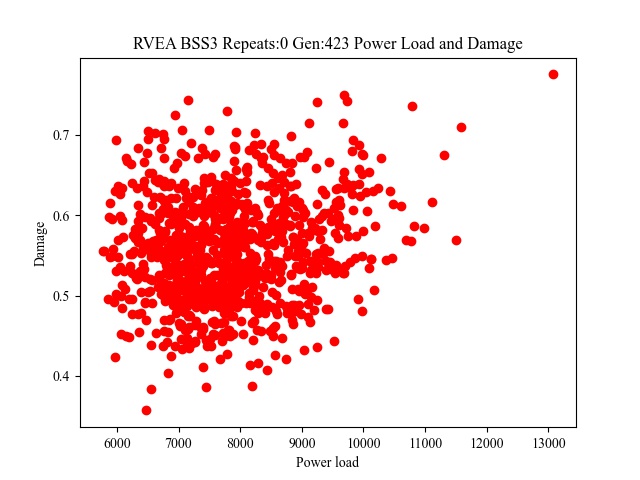 RVEA BSS3 Repeats:0 Gen:423 Power Load and Damage
0.7
0.6
0.5
0.4
Damage
6000 7000 8000 9000 10000 11000 12000 13000
Power load